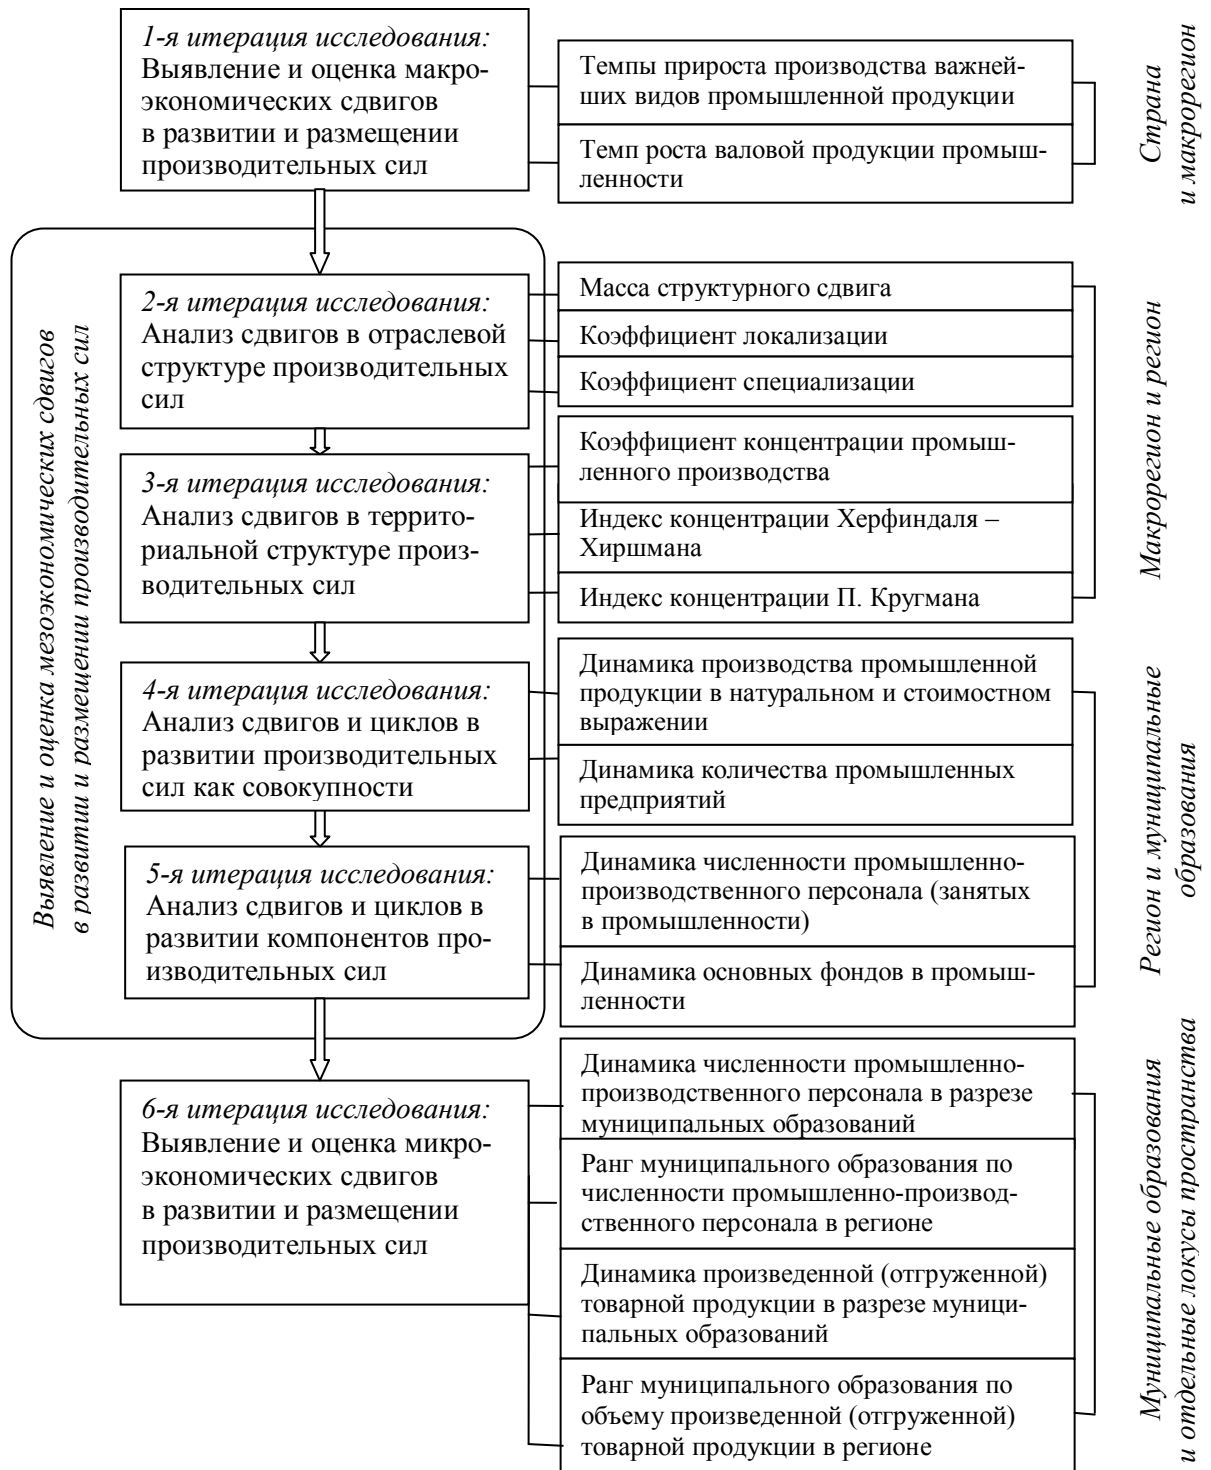 1-я итерация исследования:
Выявление и оценка макро-
экономических сдвигов
в развитии и размещении
производительных сил
Темпы прироста производства важней-
ших видов промышленной продукции
Темп роста валовой продукции промыш-
ленности
Страна
и макрорегион
Выявление и оценка мезоэкономических сдвигов
в развитии и размещении производительных сил
2-я итерация исследования:
Анализ сдвигов в отраслевой
структуре производительных
сил
Масса структурного сдвига
Коэффициент локализации
Коэффициент специализации
3-я итерация исследования:
Анализ сдвигов в террито-
риальной структуре произ-
водительных сил
Коэффициент концентрации промыш-
ленного производства
Индекс концентрации Херфиндаля –
Хиршмана
Индекс концентрации П. Кругмана
Макрорегион и регион
4-я итерация исследования:
Анализ сдвигов и циклов в
развитии производительных
сил как совокупности
Динамика производства промышленной
продукции в натуральном и стоимостном
выражении
Динамика количества промышленных
предприятий
5-я итерация исследования:
Анализ сдвигов и циклов в
развитии компонентов про-
изводительных сил
Динамика численности промышленно-
производственного персонала (занятых
в промышленности)
Динамика основных фондов в промыш-
ленности
Регион и муниципальные
образования
6-я итерация исследования:
Выявление и оценка микро-
экономических сдвигов
в развитии и размещении
производительных сил
Динамика численности промышленно-
производственного персонала в разрезе
муниципальных образований
Ранг муниципального образования по
численности промышленно-производ-
ственного персонала в регионе
Динамика произведенной (отгруженной)
товарной продукции в разрезе муници-
пальных образований
Ранг муниципального образования по
объему произведенной (отгруженной)
товарной продукции в регионе
Муниципальные образования
и отдельные локусы пространства